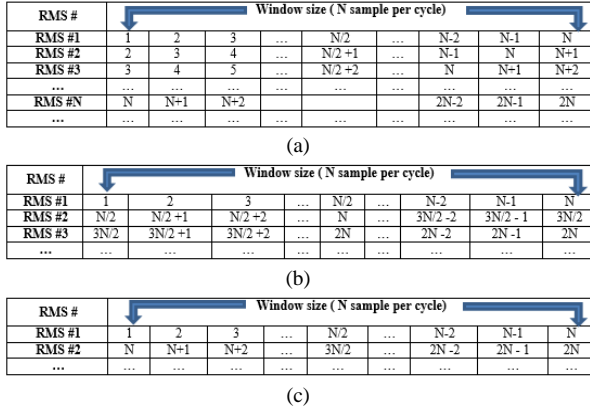 RMS # Window size ( N sample per cycle)
RMS #1 1 2 3 ... N/2 ... N-2 N-1 N
RMS #2 2 3 4 ... N/2 +1 ... N-1 N N+1
RMS #3 3 4 5 ... N/2 +2 ... N N+1 N+2
... ... ... ... ... ... ... ... ... ...
RMS #N N N+1 N+2 2N-2 2N-1 2N
... ... ... ... ... ... ... ... ... ...
(a)
RMS # Window size ( N sample per cycle)
RMS #1 1 2 3 ... N/2 ... N-2 N-1 N
RMS #2 N/2 N/2 +1 N/2 +2 ... N ... 3N/2 -2 3N/2 - 1 3N/2
RMS #3 3N/2 3N/2 +1 3N/2 +2 ... 2N ... 2N -2 2N -1 2N
... ... ... ... ... ... ... ... ... ...
(b)
RMS # Window size ( N sample per cycle)
RMS #1 1 2 3 ... N/2 ... N-2 N-1 N
RMS #2 N N+1 N+2 ... 3N/2 ... 2N -2 2N - 1 2N
... ... ... ... ... ... ... ... ... ...
(c)